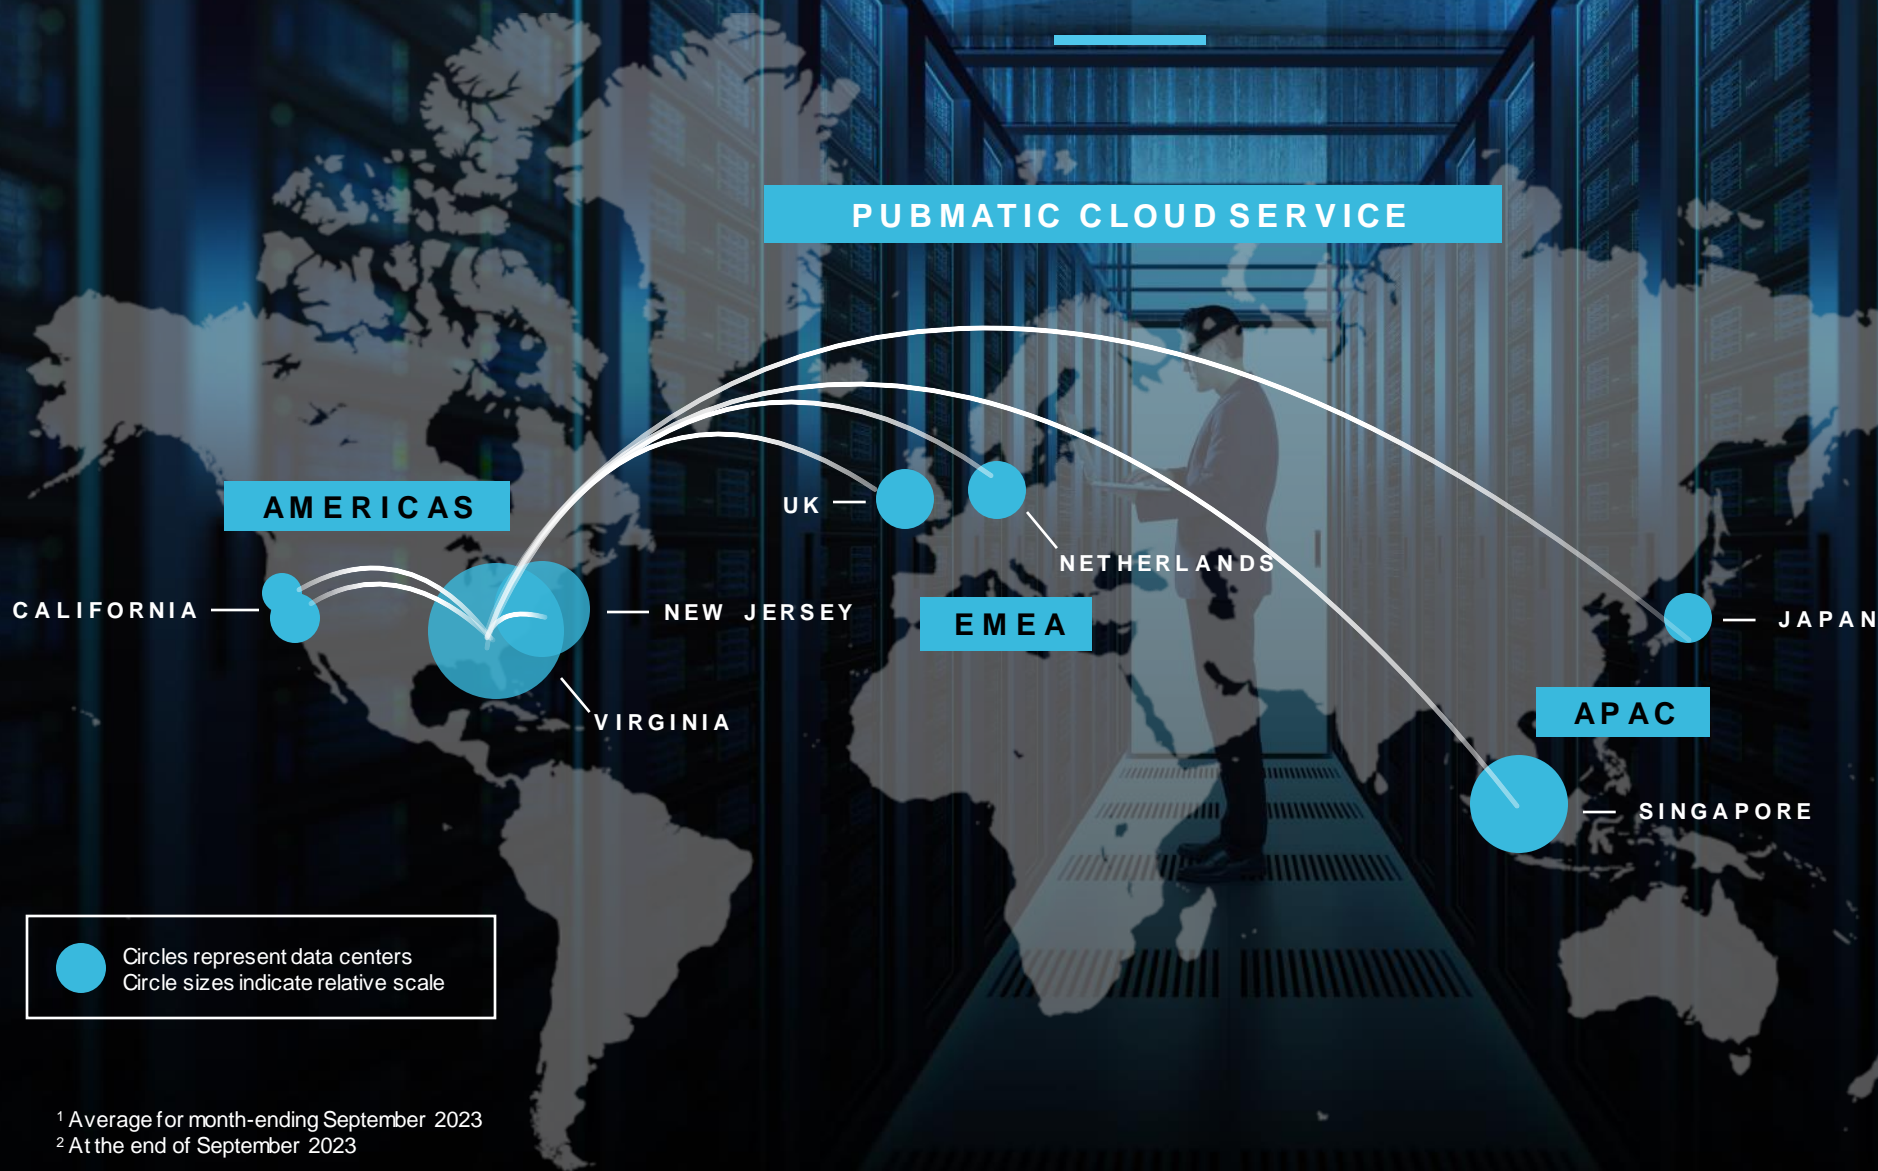 PUBMATIC CLOUD SERVICE
AMERICAS
UK
NETHERLANDS
CALIFORNIA
NEW JERSEY
EMEA
JAPAN
VIRGINIA
APAC
SINGAPORE
Circles represent data centers
Circle sizes indicate relative scale
¹ Average for month-ending September 2023
² At the end of September 2023